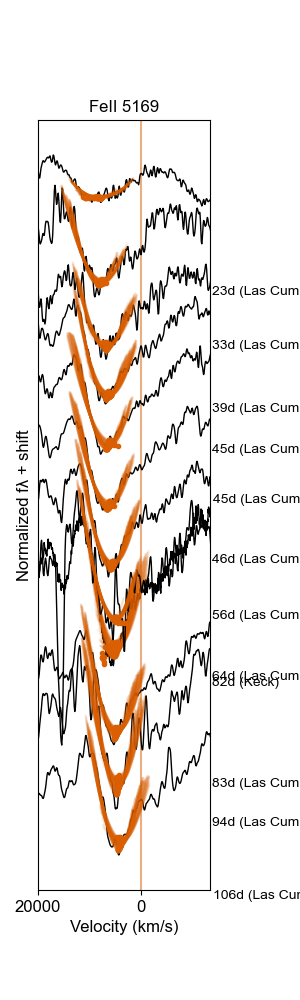 FeII 5169
23d (Las Cum
33d (Las Cum
39d (Las Cum
45d (Las Cum
45d (Las Cum
46d (Las Cum
56d (Las Cum
64d (Las Cum
82d (Keck)
83d (Las Cum
94d (Las Cum
106d (Las Cum
Normalized fλ + shift
20000 0
Velocity (km/s)